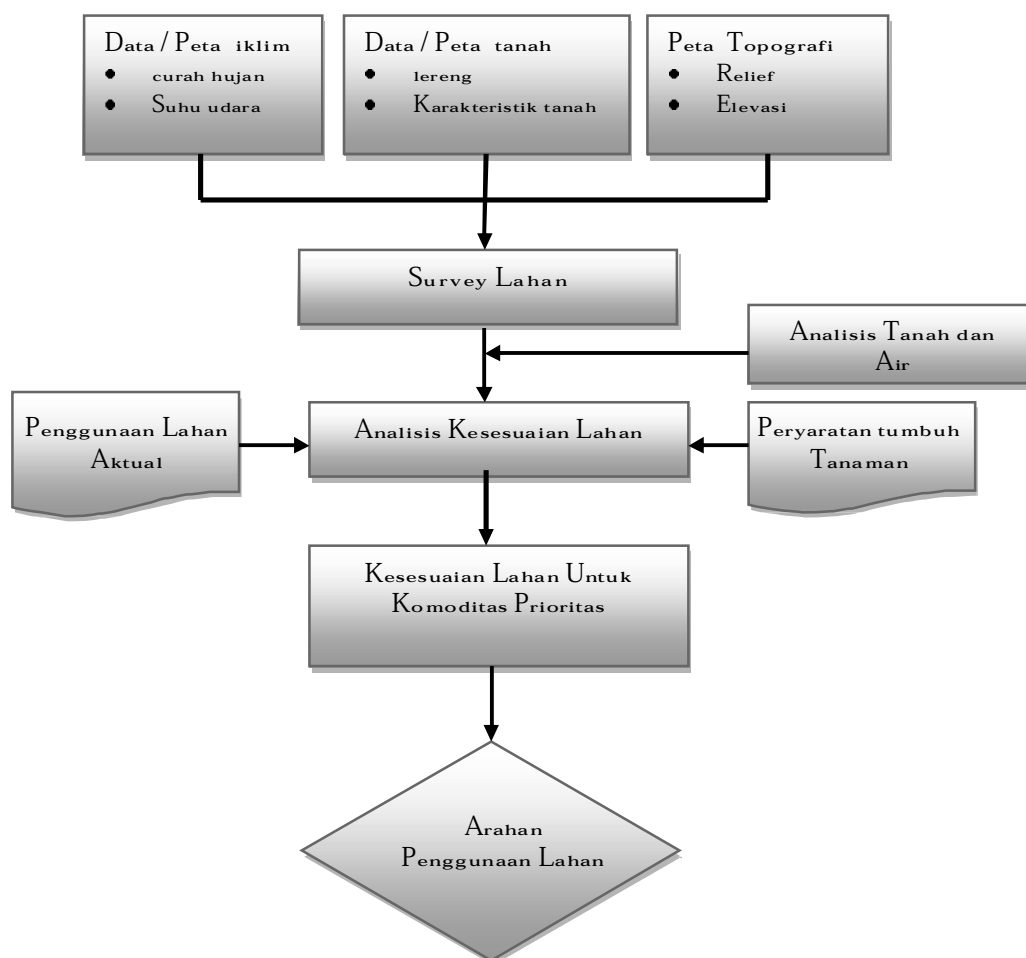 Data / Peta iklim
• curah hujan
• Suhu udara
Data / Peta tanah
• lereng
• Karakteristik tanah
Peta Topografi
• Relief
• Elevasi
Survey Lahan
Analisis Tanah dan
Air
Penggunaan Lahan
Aktual
Analisis Kesesuaian Lahan
Peryaratan tumbuh
Tanaman
Kesesuaian Lahan Untuk
Komoditas Prioritas
Arahan
Penggunaan Lahan